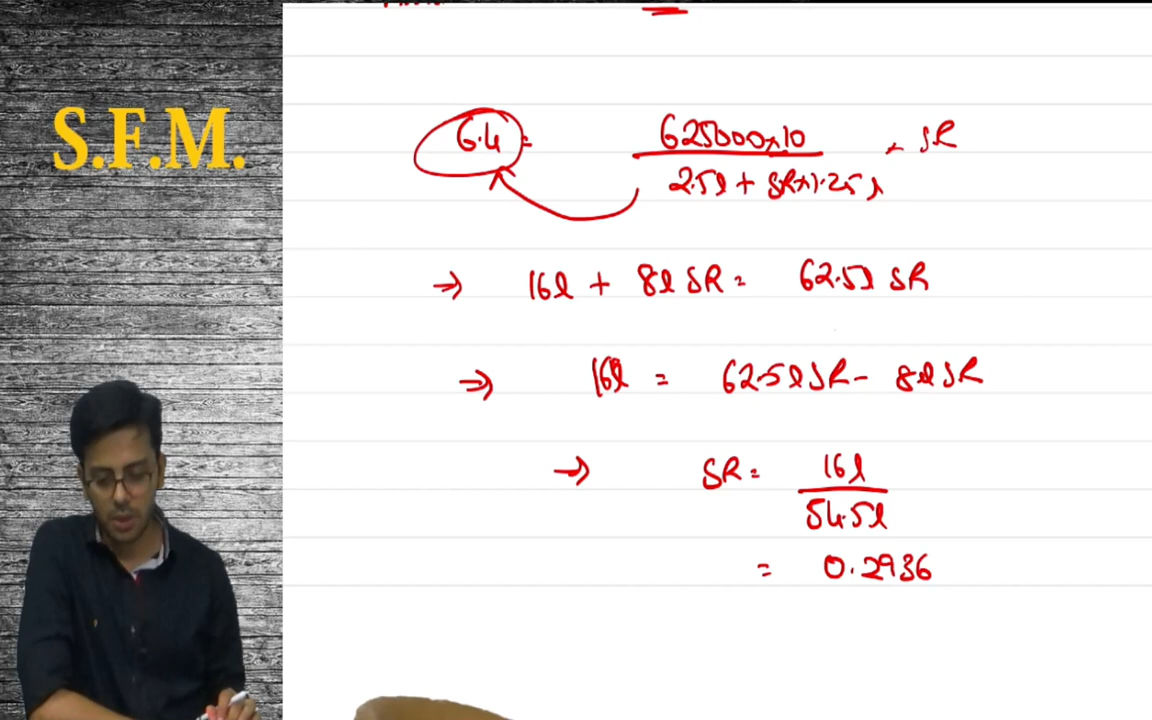 S.F.M.
6.4 = 625000×10 / 2.5l + SR×1.25l × SR
⇒ 16l + 8l SR = 62.5l SR
⇒ 16l = 62.5l SR - 8l SR
⇒ SR = 16l / 54.5l
= 0.2936